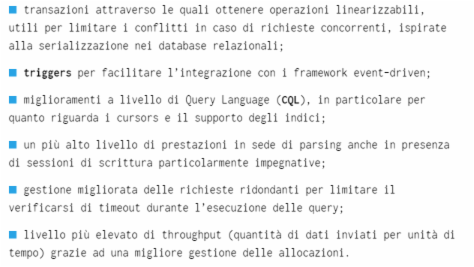 transazioni attraverso le quali ottenere operazioni linearizzabili,
utili per limitare i conflitti in caso di richieste concorrenti, ispirate
alla serializzazione nei database relazionali;
triggers per facilitare l'integrazione con i framework event-driven;
miglioramenti a livello di Query Language (CQL), in particolare per
quanto riguarda i cursors e il supporto degli indici;
un più alto livello di prestazioni in sede di parsing anche in presenza
di sessioni di scrittura particolarmente impegnative;
gestione migliorata delle richieste ridondanti per limitare il
verificarsi di timeout durante l'esecuzione delle query;
livello più elevato di throughput (quantità di dati inviati per unità di
tempo) grazie ad una migliore gestione delle allocazioni.